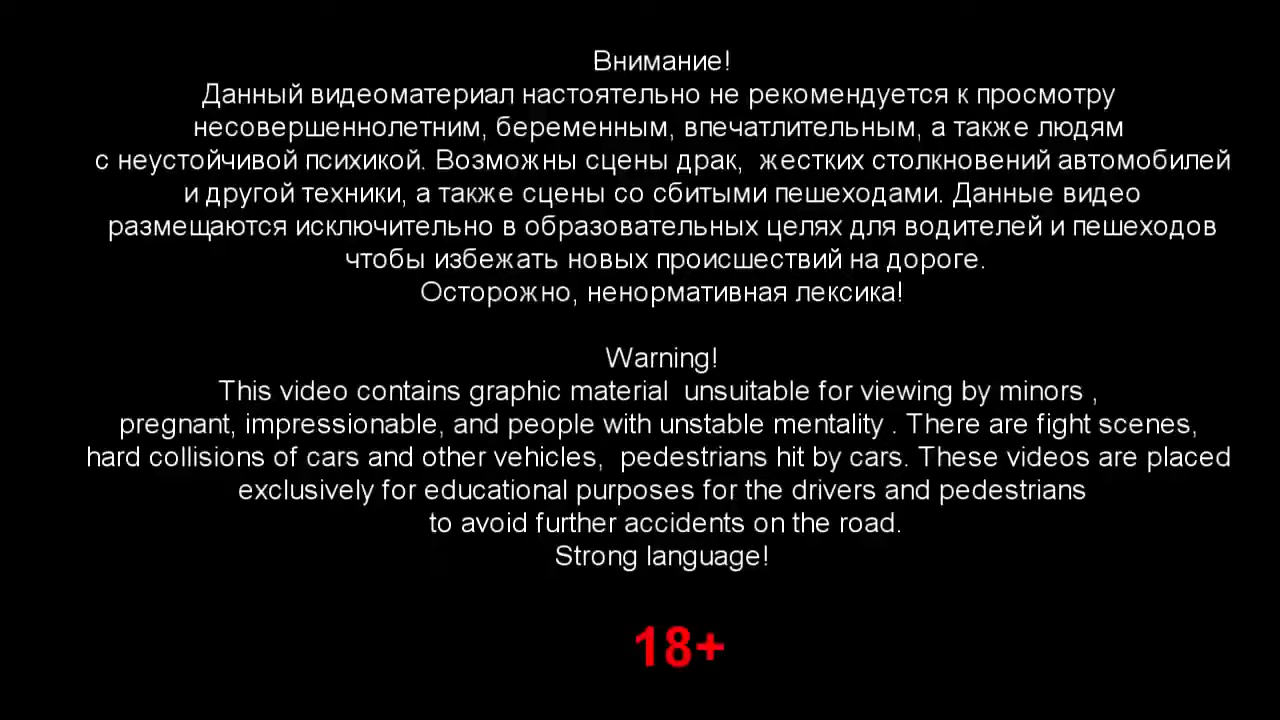 Внимание!
Данный видеоматериал настоятельно не рекомендуется к просмотру
несовершеннолетним, беременным, впечатлительным, а также людям
с неустойчивой психикой. Возможны сцены драк,  жестких столкновений автомобилей
и другой техники, а также сцены со сбитыми пешеходами. Данные видео
размещаются исключительно в образовательных целях для водителей и пешеходов
чтобы избежать новых происшествий на дороге.
Осторожно, ненормативная лексика!
Warning!
This video contains graphic material  unsuitable for viewing by minors ,
pregnant, impressionable, and people with unstable mentality . There are fight scenes,
hard collisions of cars and other vehicles,  pedestrians hit by cars. These videos are placed
exclusively for educational purposes for the drivers and pedestrians
to avoid further accidents on the road.
Strong language!
18+